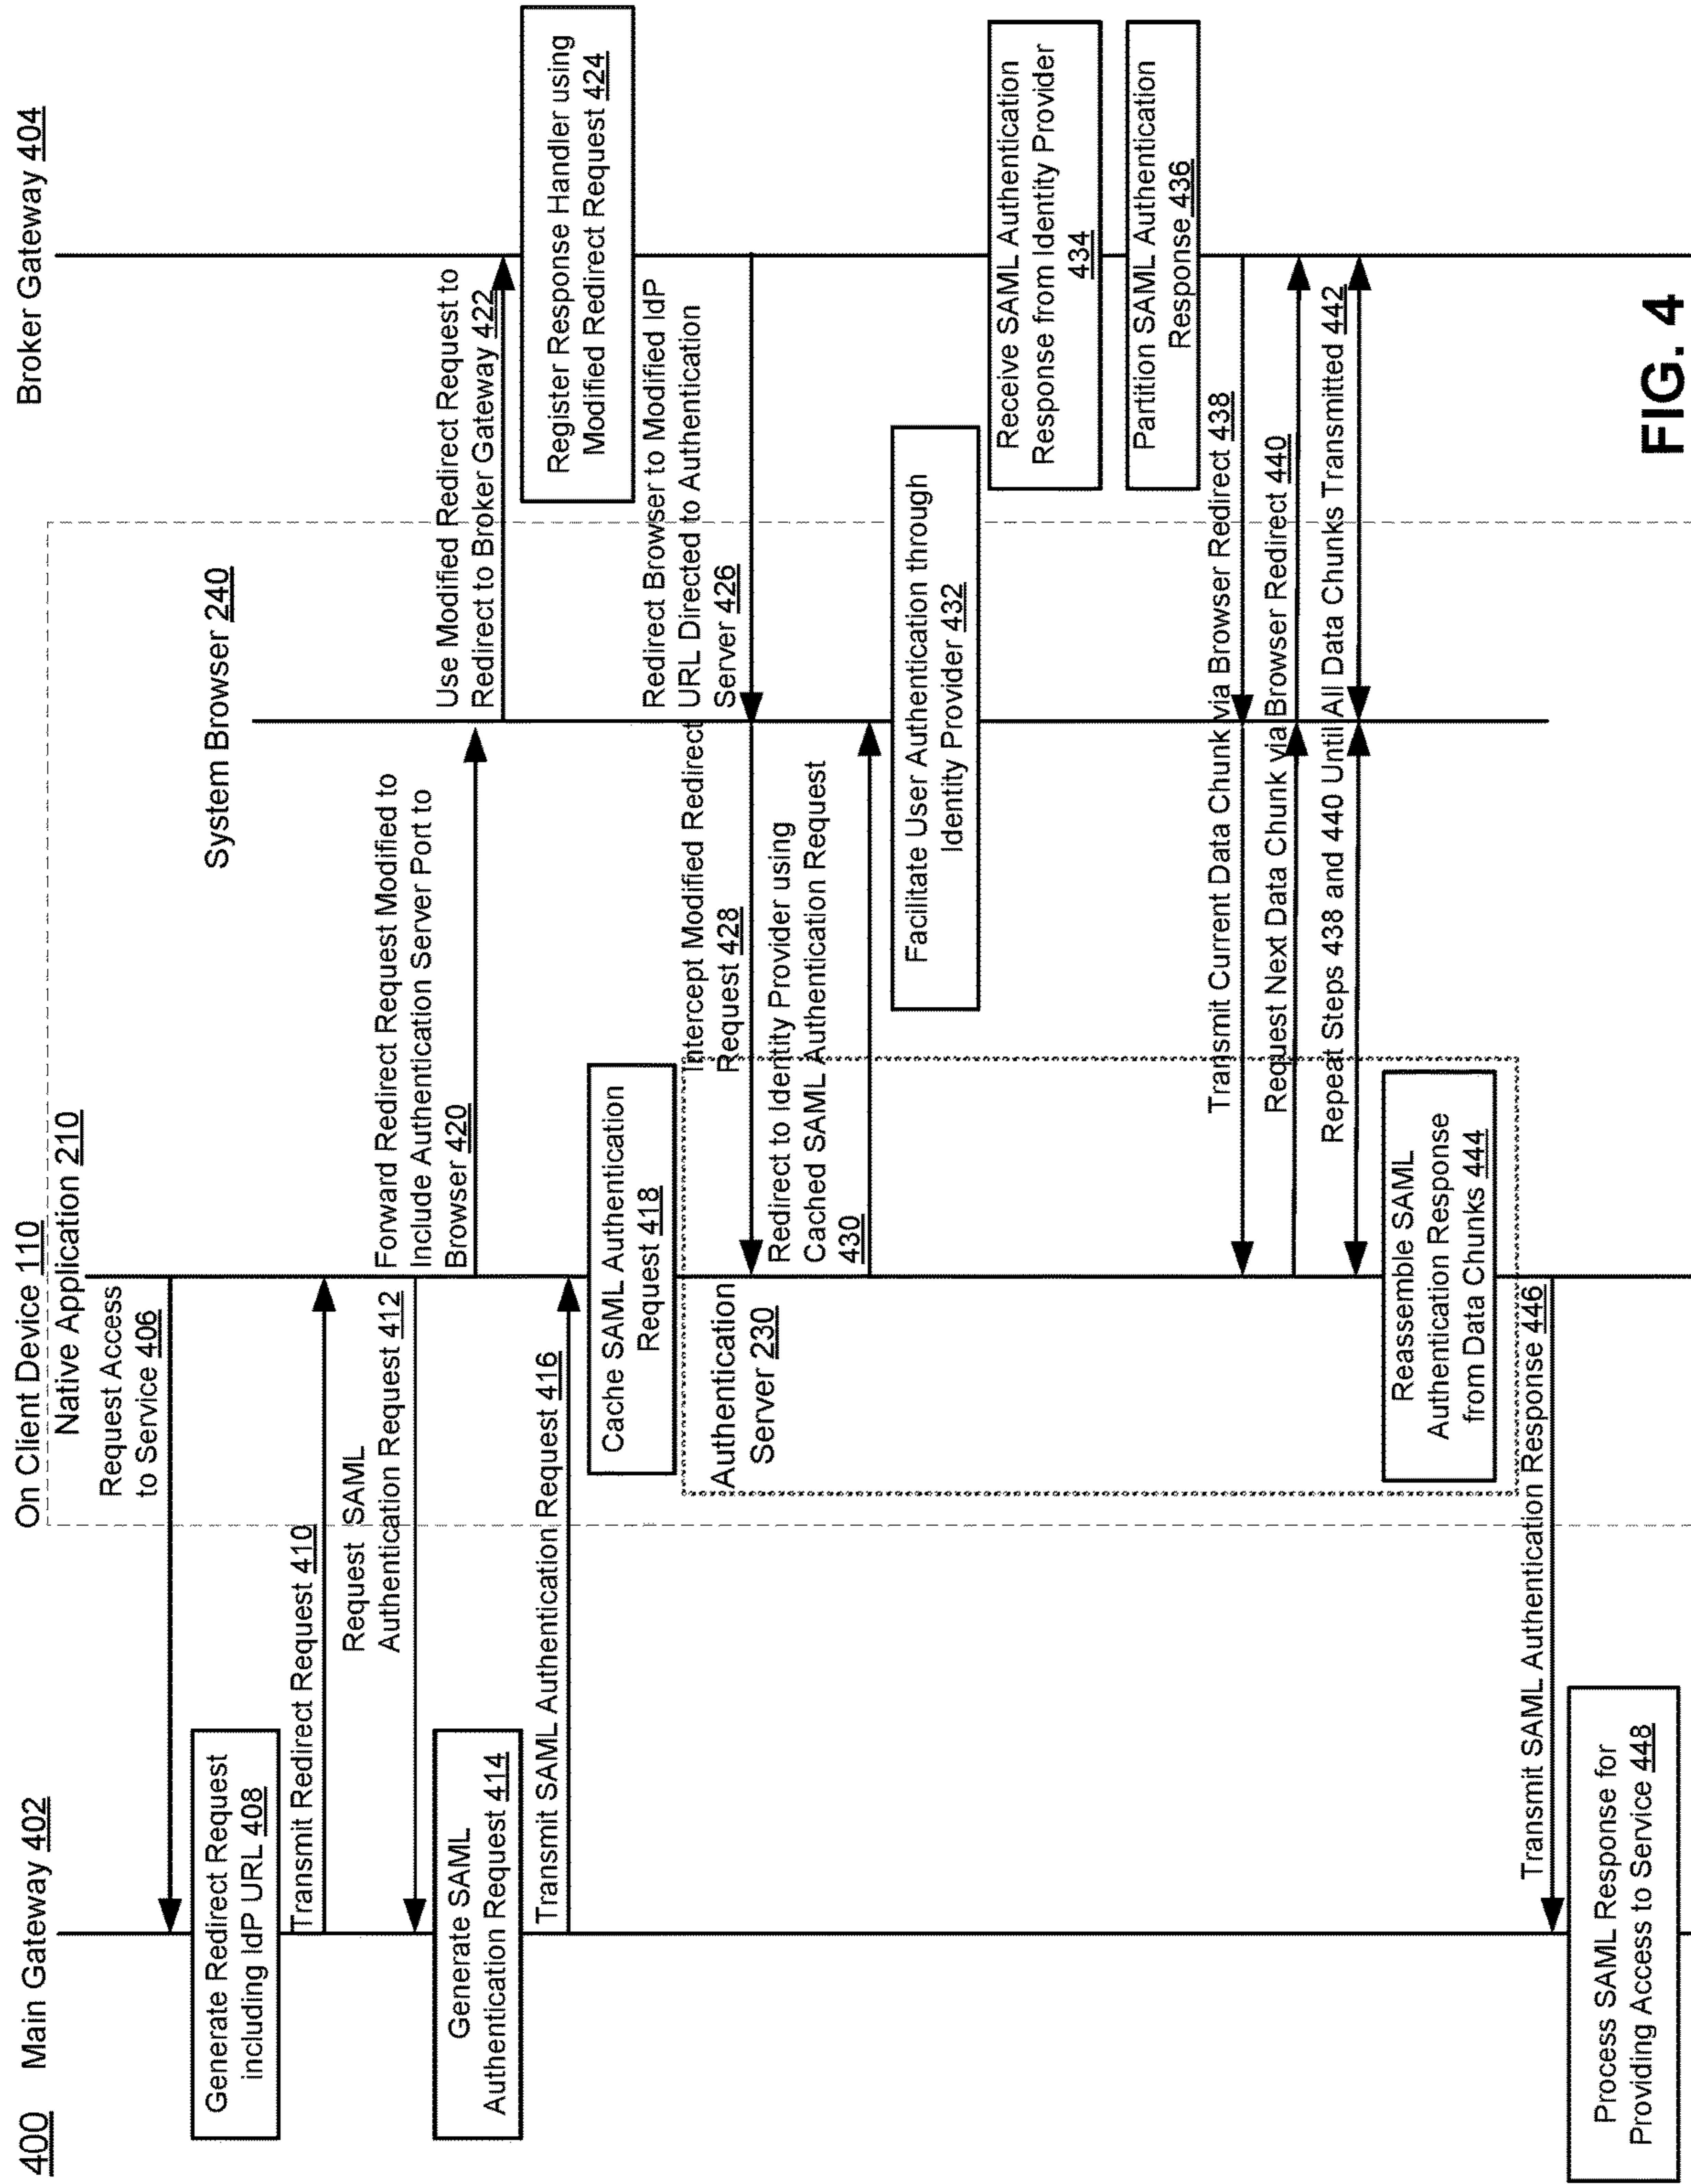 400
Main Gateway 402
On Client Device 110
Native Application 210
System Browser 240
Broker Gateway 404
Request Access
to Service 406
Generate Redirect Request
including IdP URL 408
Transmit Redirect Request 410
Request SAML
Authentication Request 412
Generate SAML
Authentication Request 414
Transmit SAML Authentication Request 416
Cache SAML Authentication
Request 418
Forward Redirect Request Modified to
Include Authentication Server Port to
Browser 420
Use Modified Redirect Request to
Redirect to Broker Gateway 422
Register Response Handler using
Modified Redirect Request 424
Redirect Browser to Modified IdP
URL Directed to Authentication
Server 426
Intercept Modified Redirect
Request 428
Authentication
Server 230
Redirect to Identity Provider using
Cached SAML Authentication Request
430
Facilitate User Authentication through
Identity Provider 432
Receive SAML Authentication
Response from Identity Provider
434
Partition SAML Authentication
Response 436
Transmit Current Data Chunk via Browser Redirect 438
Request Next Data Chunk via Browser Redirect 440
Repeat Steps 438 and 440 Until All Data Chunks Transmitted 442
Reassemble SAML
Authentication Response
from Data Chunks 444
Transmit SAML Authentication Response 446
Process SAML Response for
Providing Access to Service 448
FIG. 4